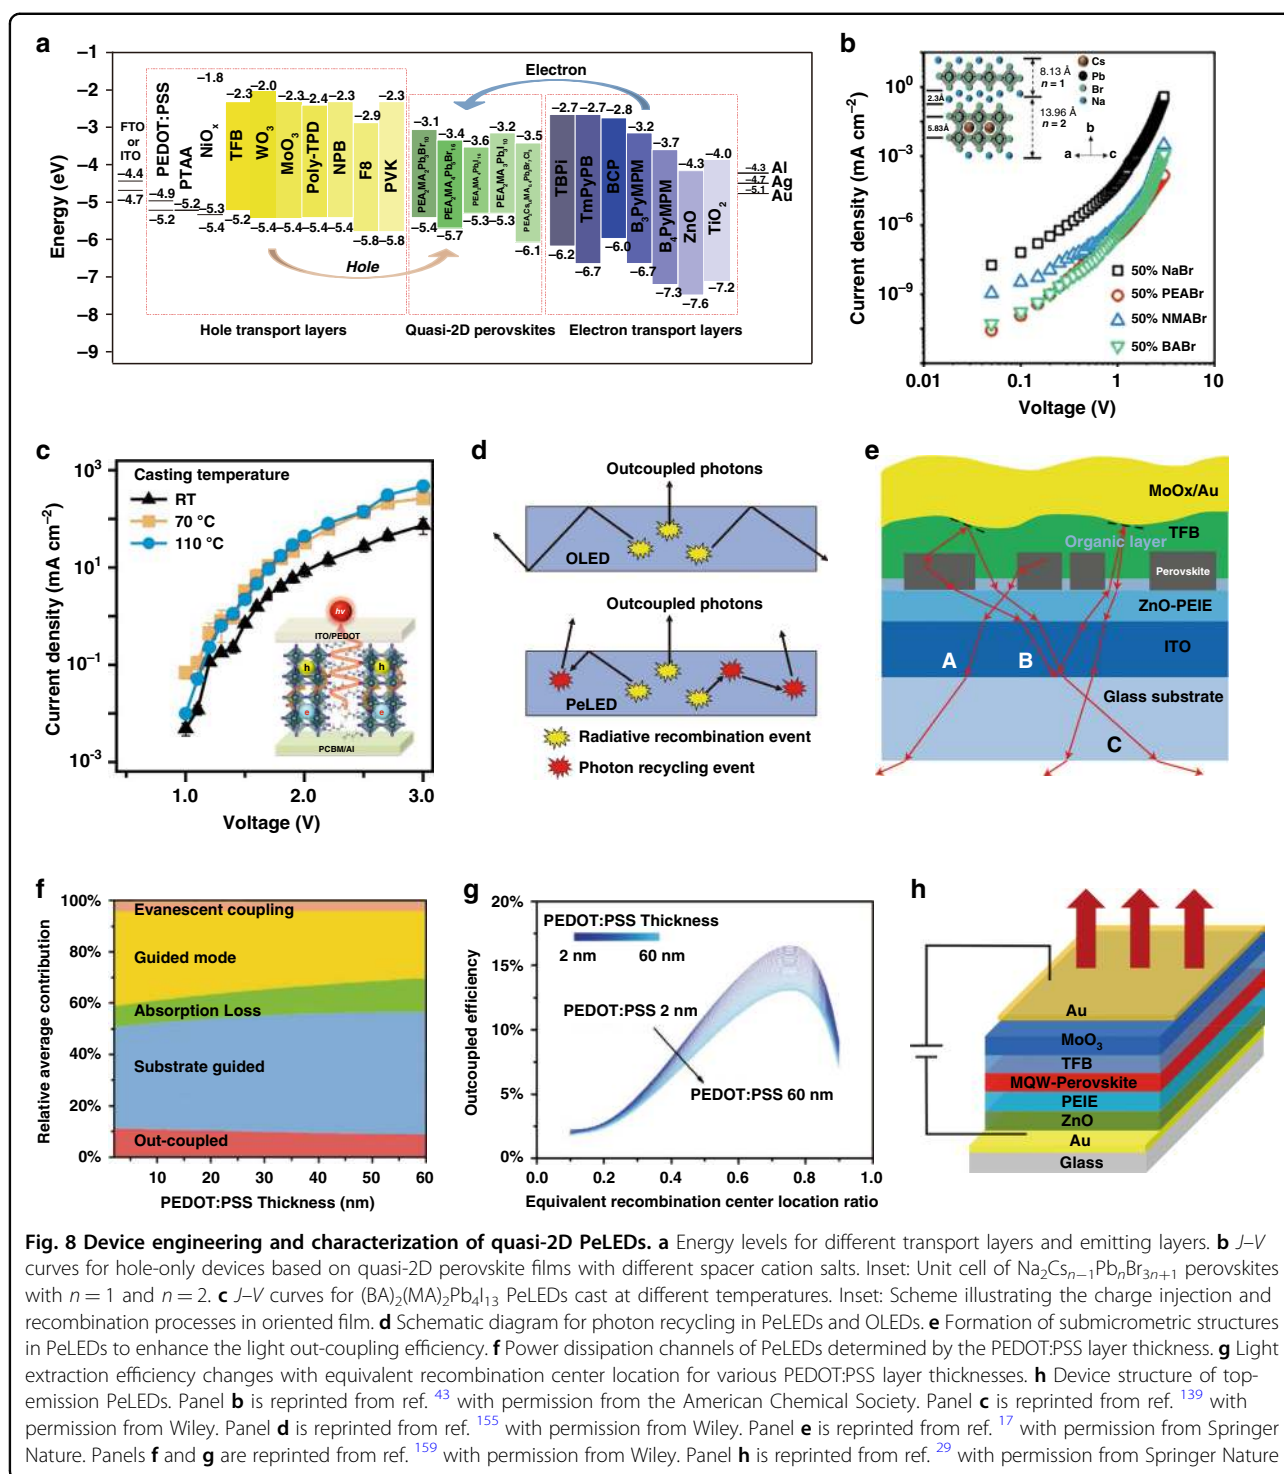 a
−1
−2
−3
−4
−5
−6
−7
−8
−9
Energy (eV)
FTO
or
ITO
−4.4
−4.7
PEDOT:PSS
−4.9
−5.2
PTAA
−5.2
NiOx
−1.8
−5.3
−5.4
TFB
−2.3
−5.2
WO3
−2.0
−5.4
MoO3
−2.3
−5.4
Poly-TPD
−2.4
−5.4
NPB
−2.3
−5.4
F8
−2.9
−5.8
PVK
−2.3
−5.8
Hole
Hole transport layers
Electron
−3.1
−5.4
−3.4
−5.7
−3.6
−5.3
−3.2
−5.3
−3.5
−6.1
Quasi-2D perovskites
TBPi
−2.7
−6.2
TmPyPB
−2.7
−6.7
BCP
−2.8
−6.0
B3PyMPM
−3.2
−6.7
B4PyMPM
−3.7
−7.3
ZnO
−4.3
−7.6
TiO2
−4.0
−7.2
Electron transport layers
−4.3 Al
−4.7 Ag
−5.1 Au
b
Current density (mA cm−2)
10^0
10^−3
10^−6
10^−9
0.01
0.1
1
10
Voltage (V)
2.3Å
5.83Å
8.13 Å
n = 1
13.96 Å
n = 2
Cs
Pb
Br
Na
b
a
c
50% NaBr
50% PEABr
50% NMABr
50% BABr
c
Current density (mA cm−2)
10^3
10^1
10^−1
10^−3
1.0
2.0
3.0
Voltage (V)
Casting temperature
RT
70 °C
110 °C
hv
ITO/PEDOT
h
h
e
e
PCBM/Al
d
Outcoupled photons
OLED
Outcoupled photons
PeLED
Radiative recombination event
Photon recycling event
e
MoOx/Au
TFB
Organic layer
Perovskite
ZnO-PEIE
ITO
A
B
Glass substrate
C
f
Relative average contribution
100%
80%
60%
40%
20%
0%
Evanescent coupling
Guided mode
Absorption Loss
Substrate guided
Out-coupled
10
20
30
40
50
60
PEDOT:PSS Thickness (nm)
g
Outcoupled efficiency
20%
15%
10%
5%
0%
PEDOT:PSS Thickness
2 nm
60 nm
PEDOT:PSS 2 nm
PEDOT:PSS 60 nm
0.0
0.2
0.4
0.6
0.8
1.0
Equivalent recombination center location ratio
h
Au
MoO3
TFB
MQW-Perovskite
PEIE
ZnO
Au
Glass
Fig. 8 Device engineering and characterization of quasi-2D PeLEDs. a Energy levels for different transport layers and emitting layers. b J–V
curves for hole-only devices based on quasi-2D perovskite films with different spacer cation salts. Inset: Unit cell of Na2Csn−1PbnBr3n+1 perovskites
with n = 1 and n = 2. c J–V curves for (BA)2(MA)2Pb4I13 PeLEDs cast at different temperatures. Inset: Scheme illustrating the charge injection and
recombination processes in oriented film. d Schematic diagram for photon recycling in PeLEDs and OLEDs. e Formation of submicrometric structures
in PeLEDs to enhance the light out-coupling efficiency. f Power dissipation channels of PeLEDs determined by the PEDOT:PSS layer thickness. g Light
extraction efficiency changes with equivalent recombination center location for various PEDOT:PSS layer thicknesses. h Device structure of top-
emission PeLEDs. Panel b is reprinted from ref. 43 with permission from the American Chemical Society. Panel c is reprinted from ref. 139 with
permission from Wiley. Panel d is reprinted from ref. 155 with permission from Wiley. Panel e is reprinted from ref. 17 with permission from Springer
Nature. Panels f and g are reprinted from ref. 159 with permission from Wiley. Panel h is reprinted from ref. 29 with permission from Springer Nature